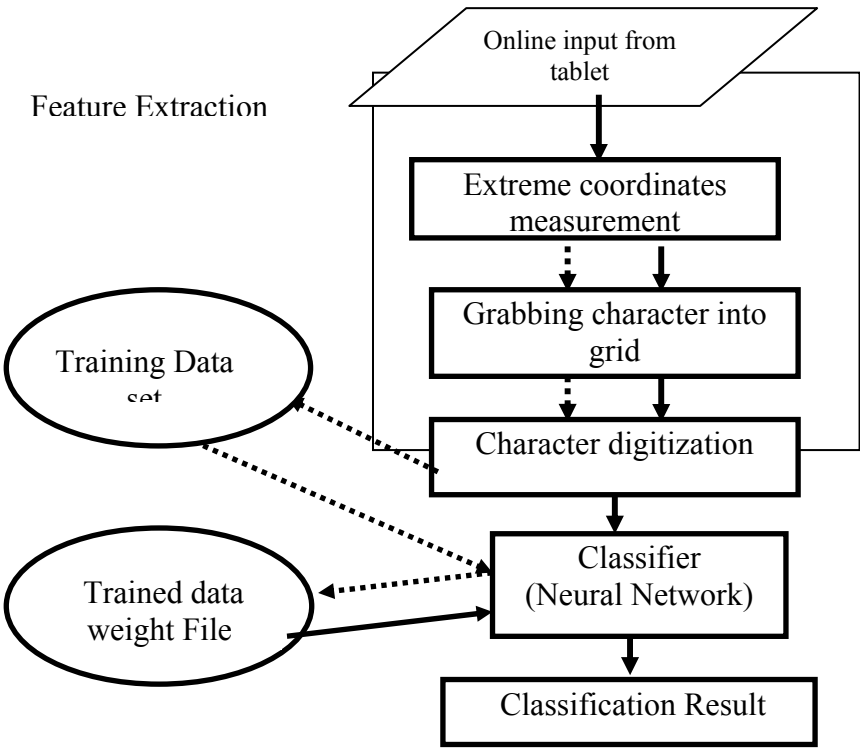 Online input from
tablet
Feature Extraction
Extreme coordinates
measurement
Grabbing character into
grid
Training Data
set
Character digitization
Classifier
(Neural Network)
Trained data
weight File
Classification Result